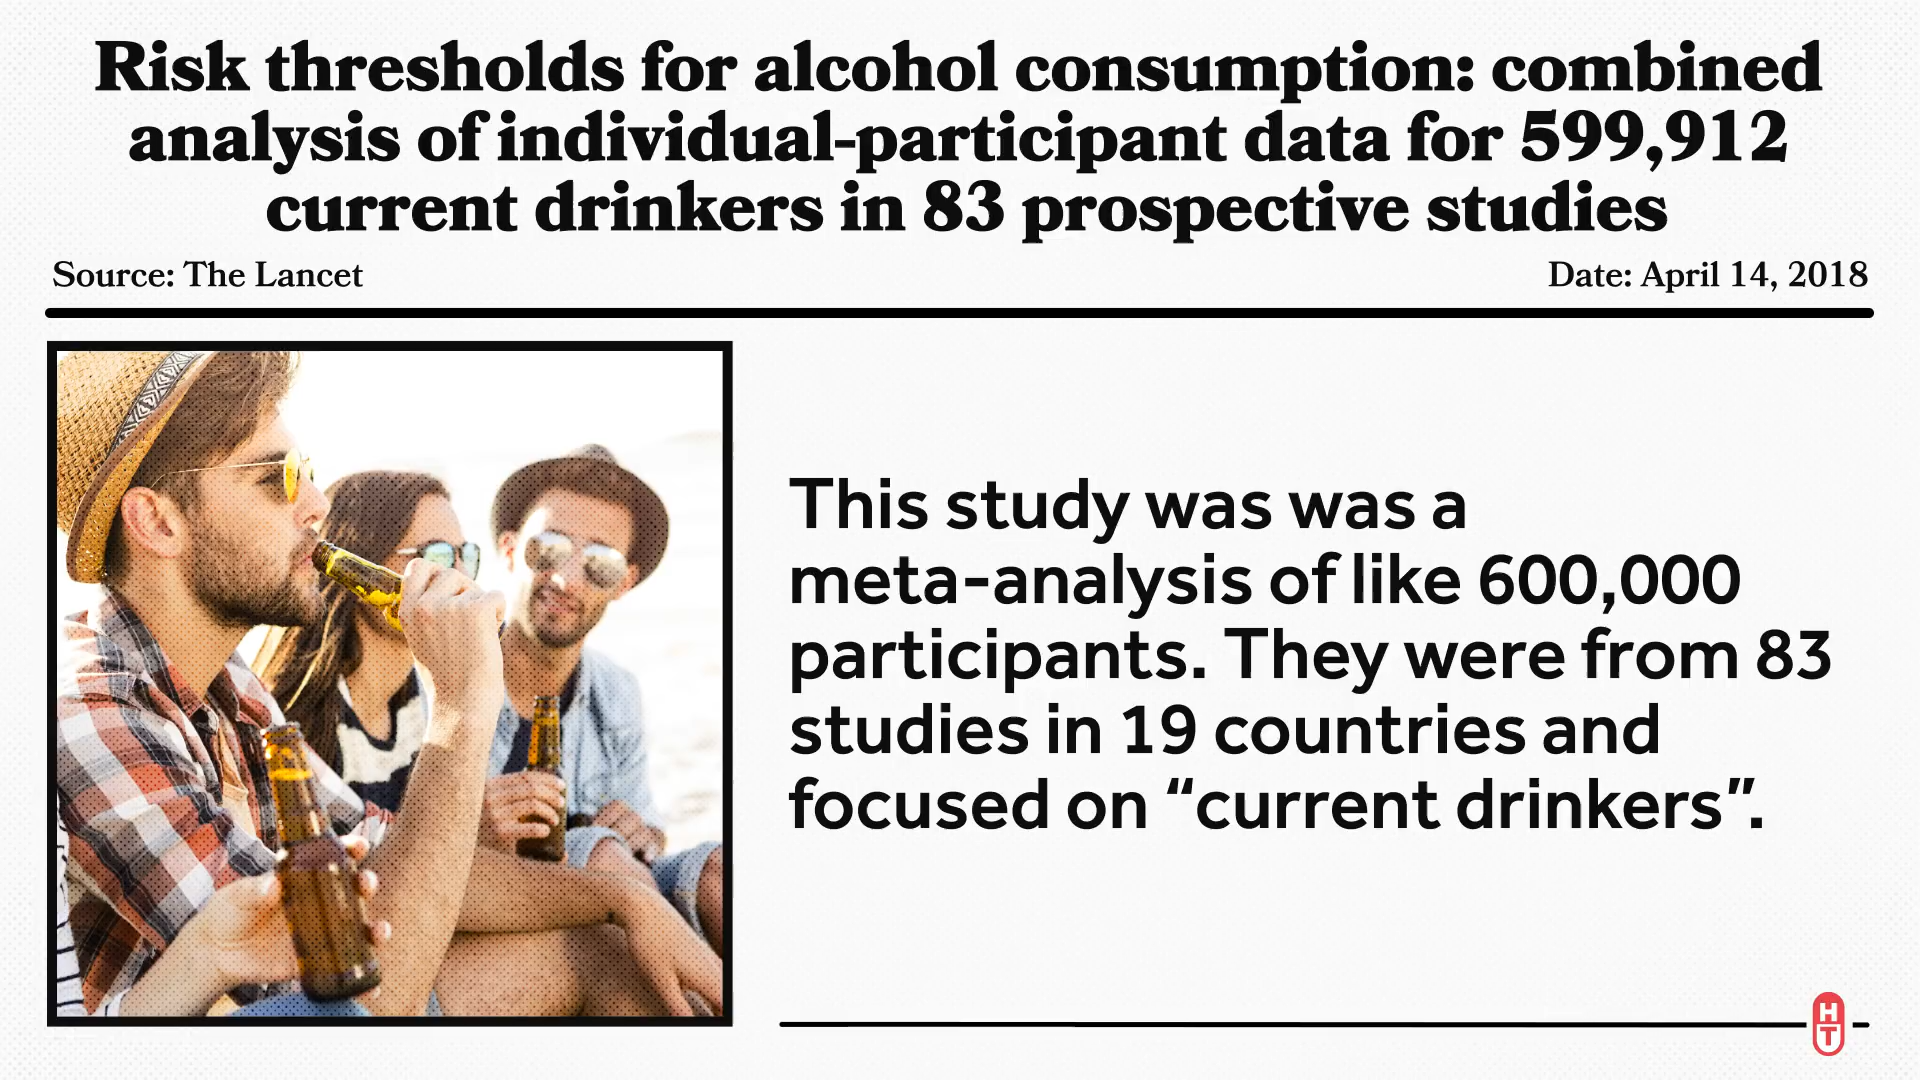 Risk thresholds for alcohol consumption: combined
analysis of individual-participant data for 599,912
current drinkers in 83 prospective studies
Source: The Lancet
Date: April 14, 2018
This study was was a
meta-analysis of like 600,000
participants. They were from 83
studies in 19 countries and
focused on “current drinkers”.
H
T